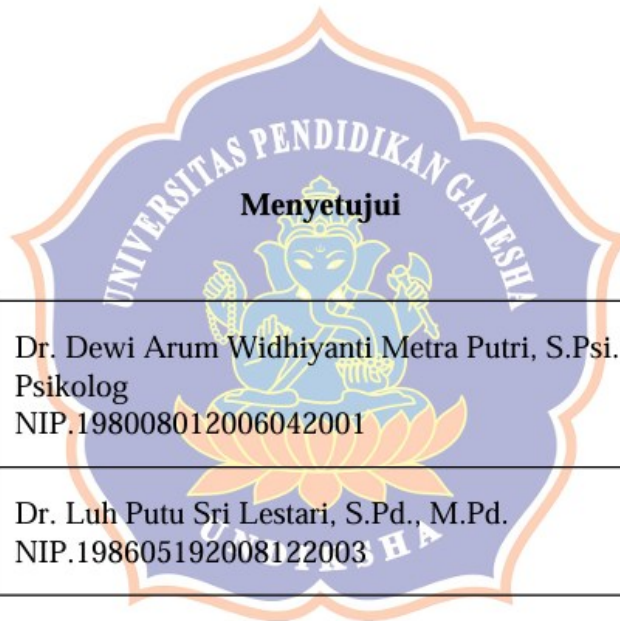 UNIVERSITAS PENDIDIKAN GANESHA
Menyetujui
Dr. Dewi Arum Widhiyanti Metra Putri, S.Psi.
Psikolog
NIP.198008012006042001
Dr. Luh Putu Sri Lestari, S.Pd., M.Pd.
NIP.198605192008122003
UNDIKSHA